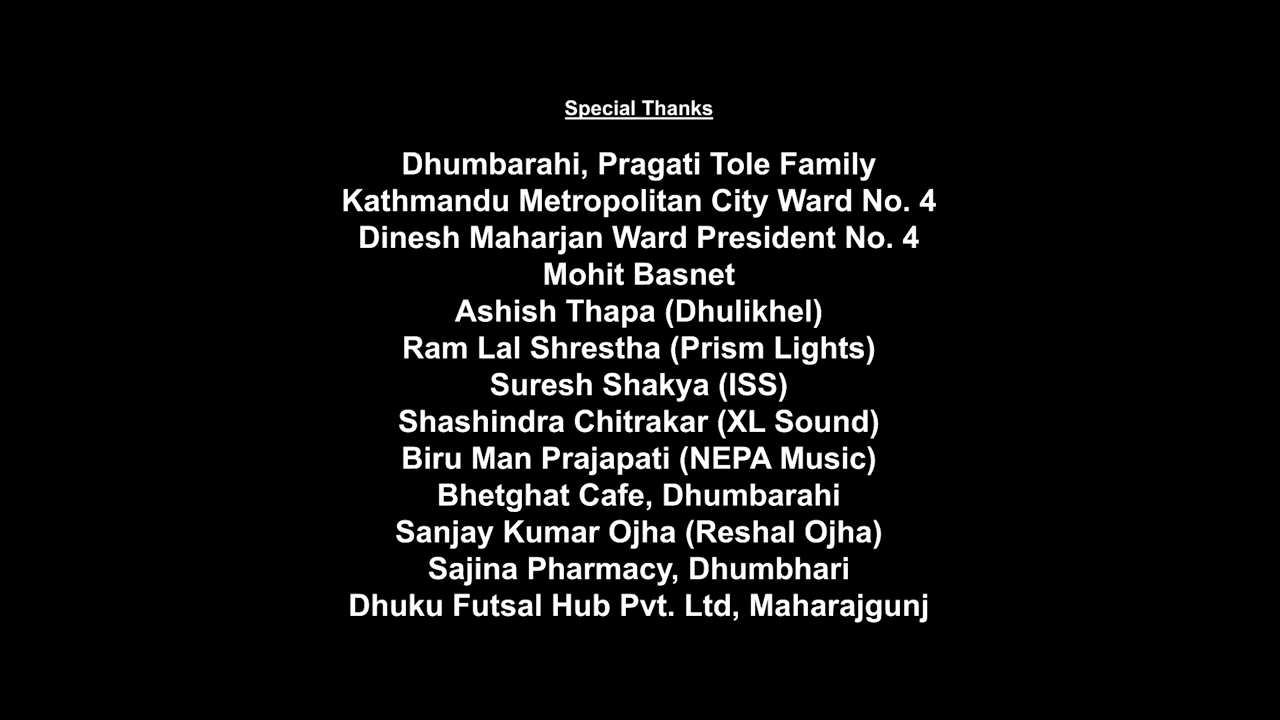 Special Thanks
Dhumbarahi, Pragati Tole Family
Kathmandu Metropolitan City Ward No. 4
Dinesh Maharjan Ward President No. 4
Mohit Basnet
Ashish Thapa (Dhulikhel)
Ram Lal Shrestha (Prism Lights)
Suresh Shakya (ISS)
Shashindra Chitrakar (XL Sound)
Biru Man Prajapati (NEPA Music)
Bhetghat Cafe, Dhumbarahi
Sanjay Kumar Ojha (Reshal Ojha)
Sajina Pharmacy, Dhumbhari
Dhuku Futsal Hub Pvt. Ltd, Maharajgunj